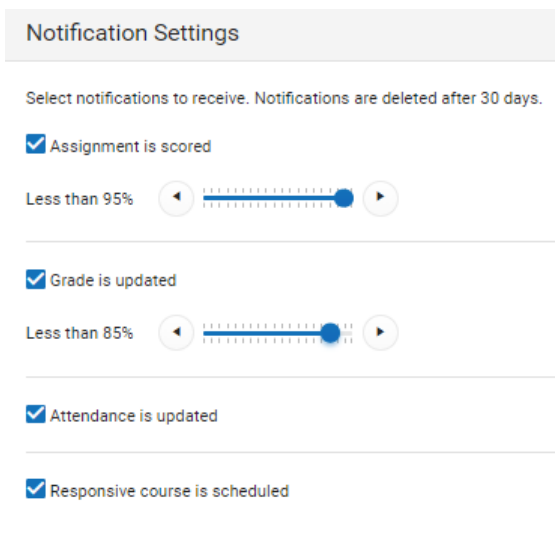 Notification Settings
Select notifications to receive. Notifications are deleted after 30 days.
Assignment is scored
Less than 95%
Grade is updated
Less than 85%
Attendance is updated
Responsive course is scheduled